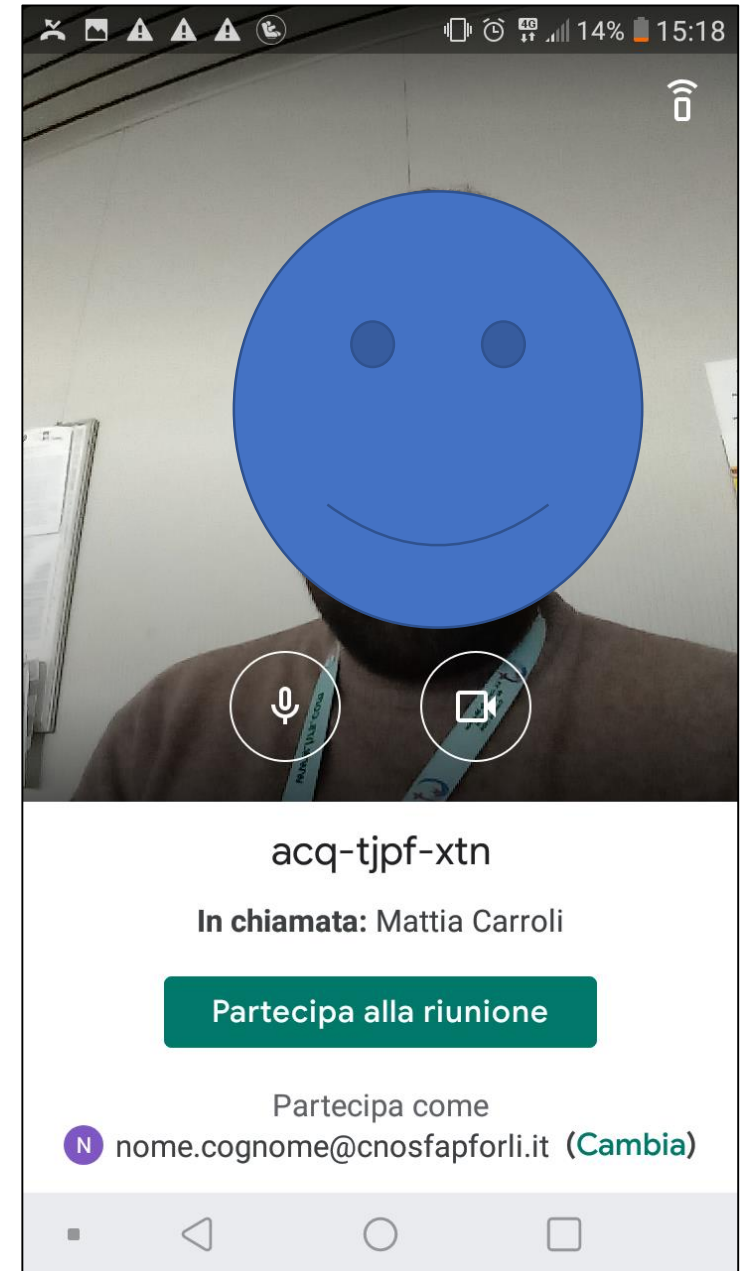 4G 14% 15:18
acq-tjpf-xtn
In chiamata: Mattia Carroli
Partecipa alla riunione
Partecipa come
N nome.cognome@cnosfapforli.it (Cambia)